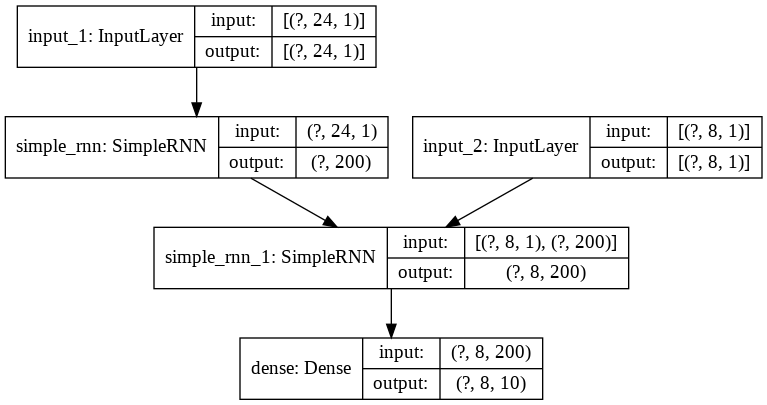 input_1: InputLayer
input: [(?, 24, 1)]
output: [(?, 24, 1)]
simple_rnn: SimpleRNN
input: (?, 24, 1)
output: (?, 200)
input_2: InputLayer
input: [(?, 8, 1)]
output: [(?, 8, 1)]
simple_rnn_1: SimpleRNN
input: [(?, 8, 1), (?, 200)]
output: (?, 8, 200)
dense: Dense
input: (?, 8, 200)
output: (?, 8, 10)